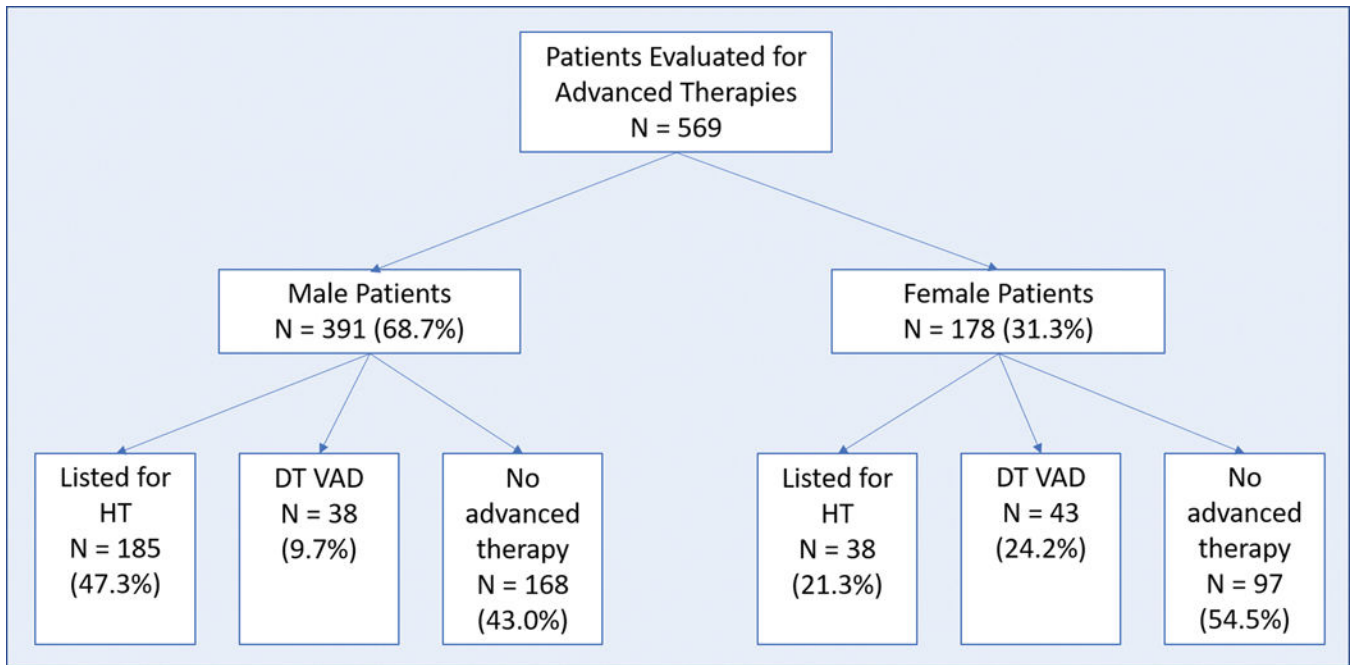 Patients Evaluated for
Advanced Therapies
N = 569
Male Patients
N = 391 (68.7%)
Female Patients
N = 178 (31.3%)
Listed for
HT
N = 185
(47.3%)
DT VAD
N = 38
(9.7%)
No
advanced
therapy
N = 168
(43.0%)
Listed for
HT
N = 38
(21.3%)
DT VAD
N = 43
(24.2%)
No
advanced
therapy
N = 97
(54.5%)